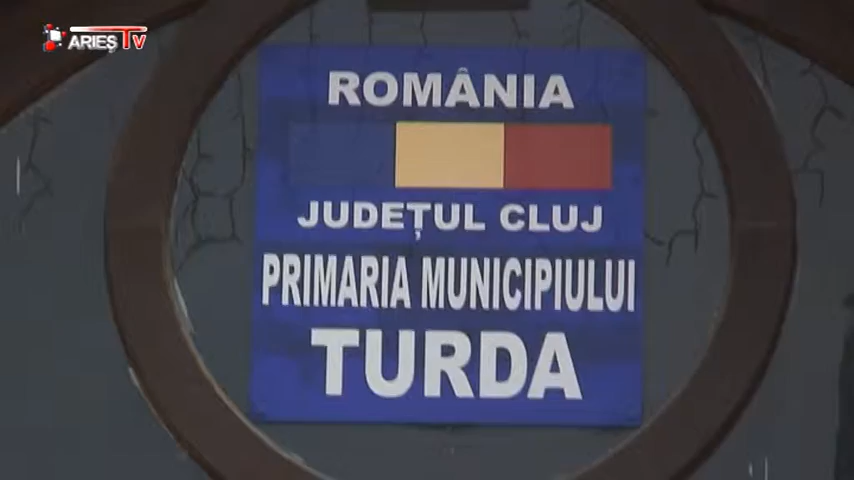 ARIEȘ TV
ROMÂNIA
JUDEȚUL CLUJ
PRIMARIA MUNICIPIULUI
TURDA